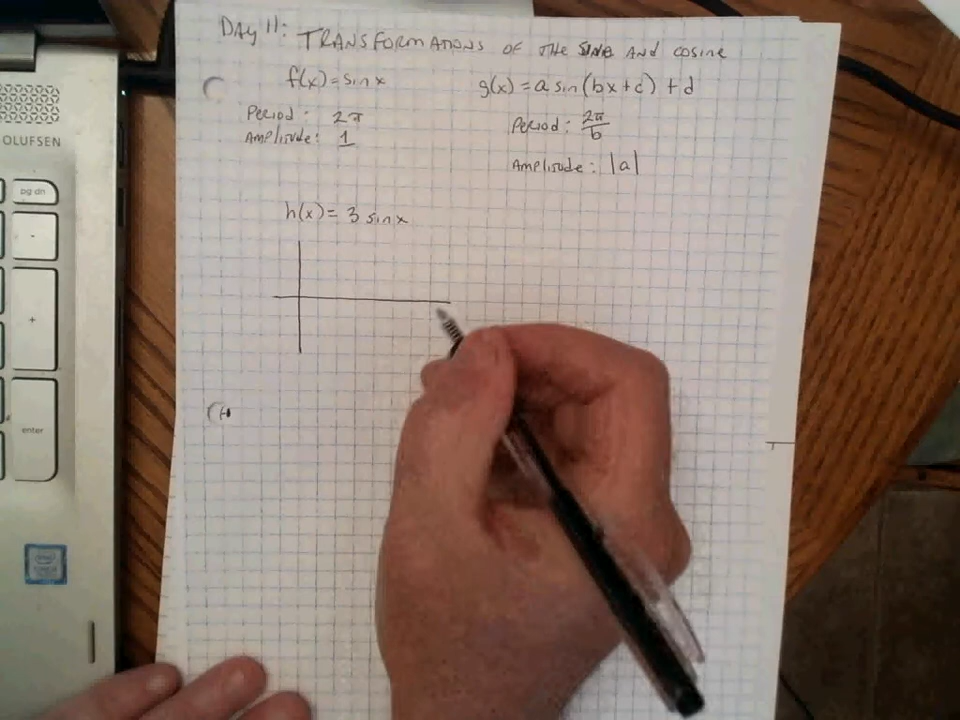 DAY 11: TRANSFORMATIONS OF THE SINE AND COSINE
f(x) = sin x
g(x) = a sin(bx+c) + d
PERIOD: 2π
AMPLITUDE: 1
PERIOD: 2π/b
AMPLITUDE: |a|
h(x) = 3 sin x
OLUFSEN
pg dn
-
+
enter
intel